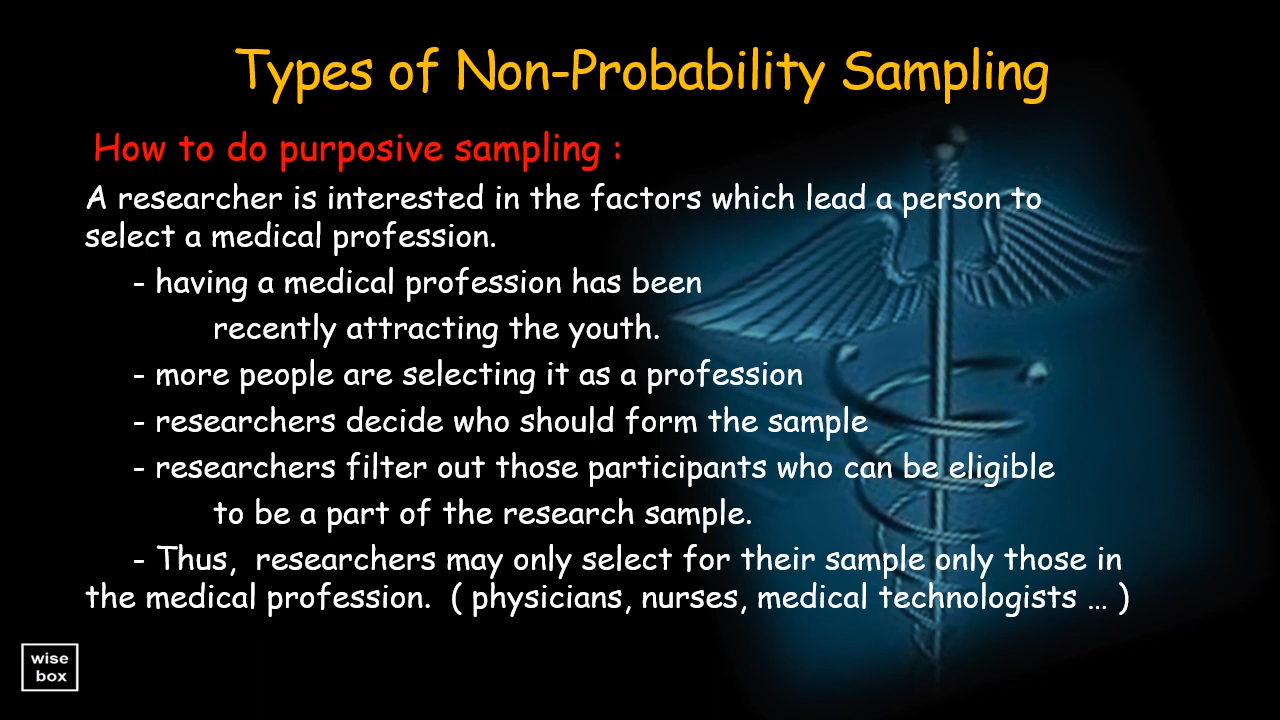 Types of Non-Probability Sampling
How to do purposive sampling :
A researcher is interested in the factors which lead a person to
select a medical profession.
- having a medical profession has been
recently attracting the youth.
- more people are selecting it as a profession
- researchers decide who should form the sample
- researchers filter out those participants who can be eligible
to be a part of the research sample.
- Thus,  researchers may only select for their sample only those in
the medical profession.  ( physicians, nurses, medical technologists … )
wise
box